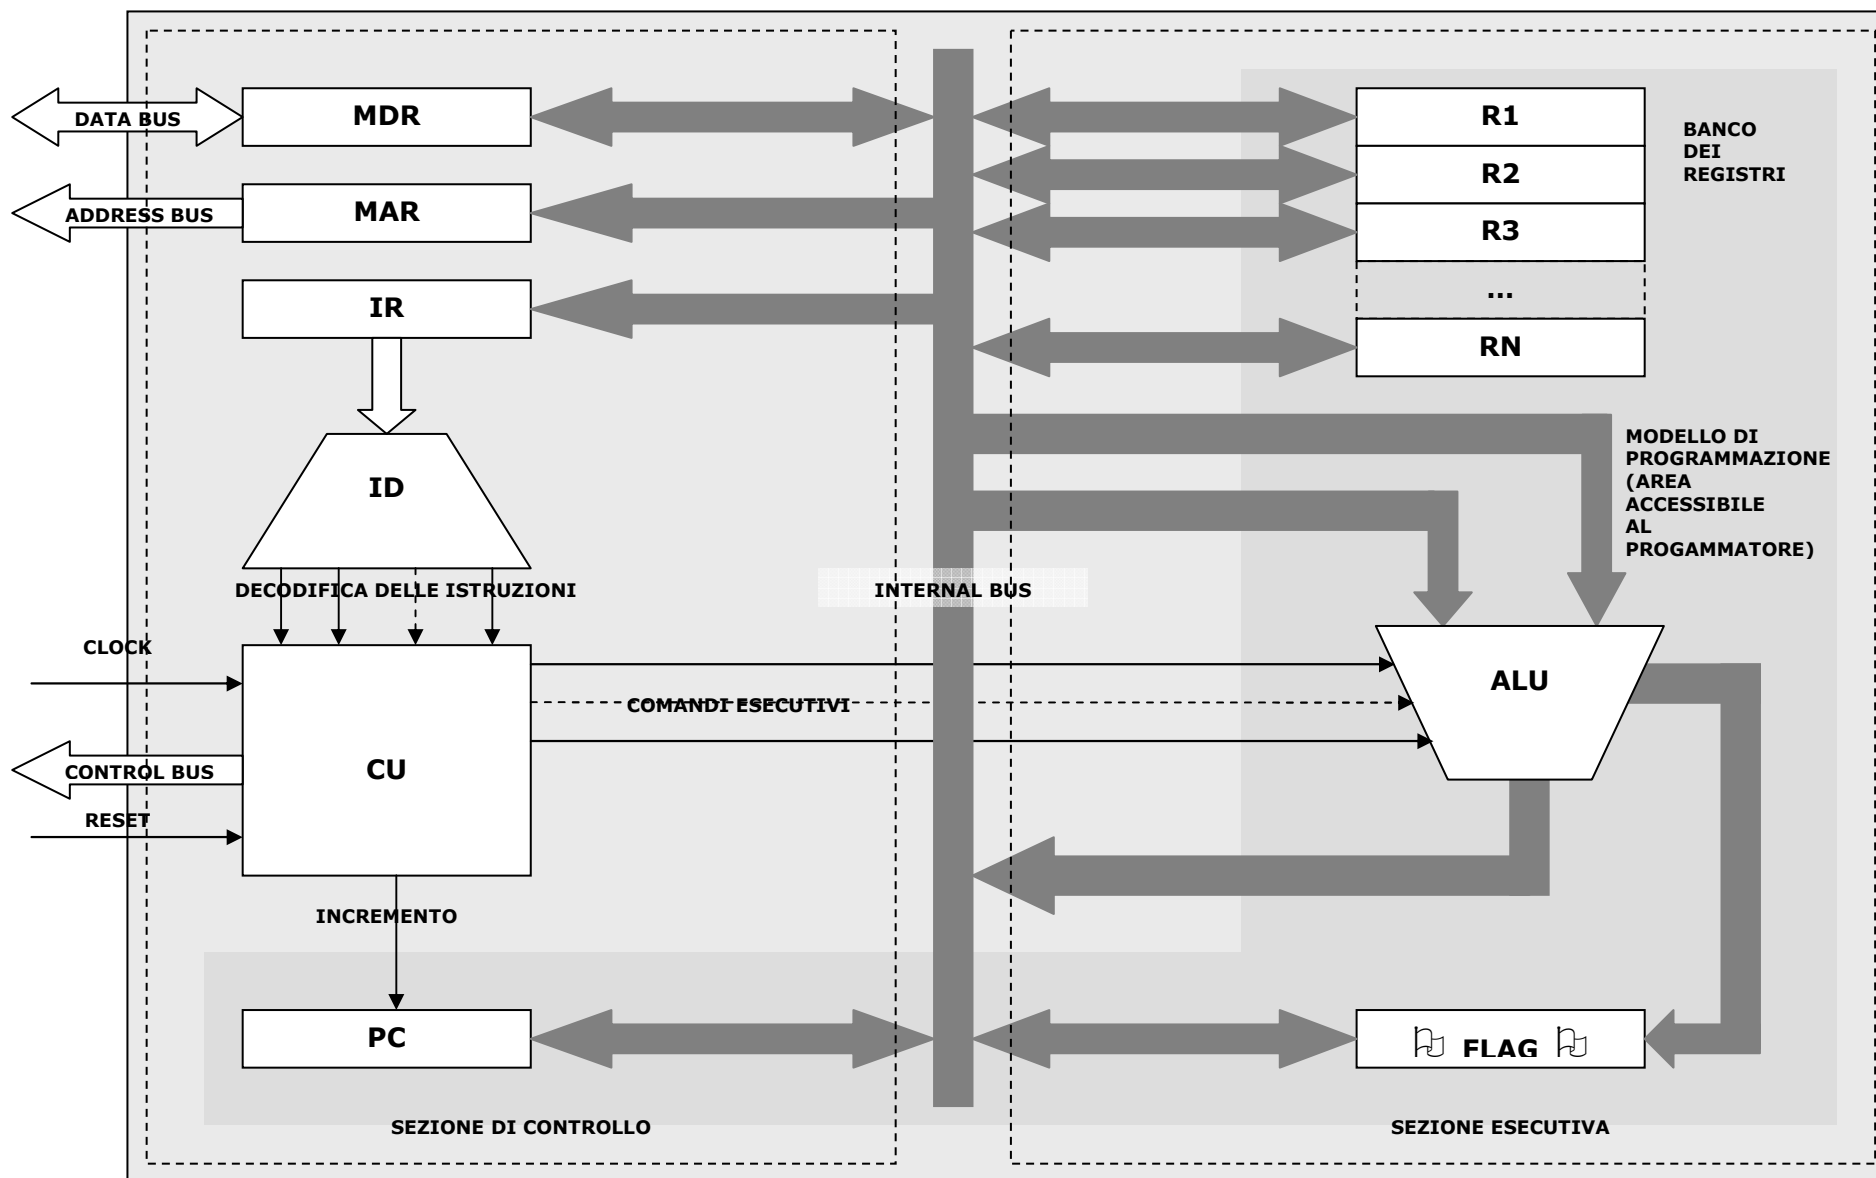 DATA BUS
MDR
R1
BANCO
DEI
REGISTRI
R2
ADDRESS BUS
MAR
R3
...
IR
RN
MODELLO DI
PROGRAMMAZIONE
(AREA
ACCESSIBILE
AL
PROGAMMATORE)
ID
DECODIFICA DELLE ISTRUZIONI
INTERNAL BUS
CLOCK
ALU
COMANDI ESECUTIVI
CU
CONTROL BUS
RESET
INCREMENTO
PC
FLAG
SEZIONE DI CONTROLLO
SEZIONE ESECUTIVA